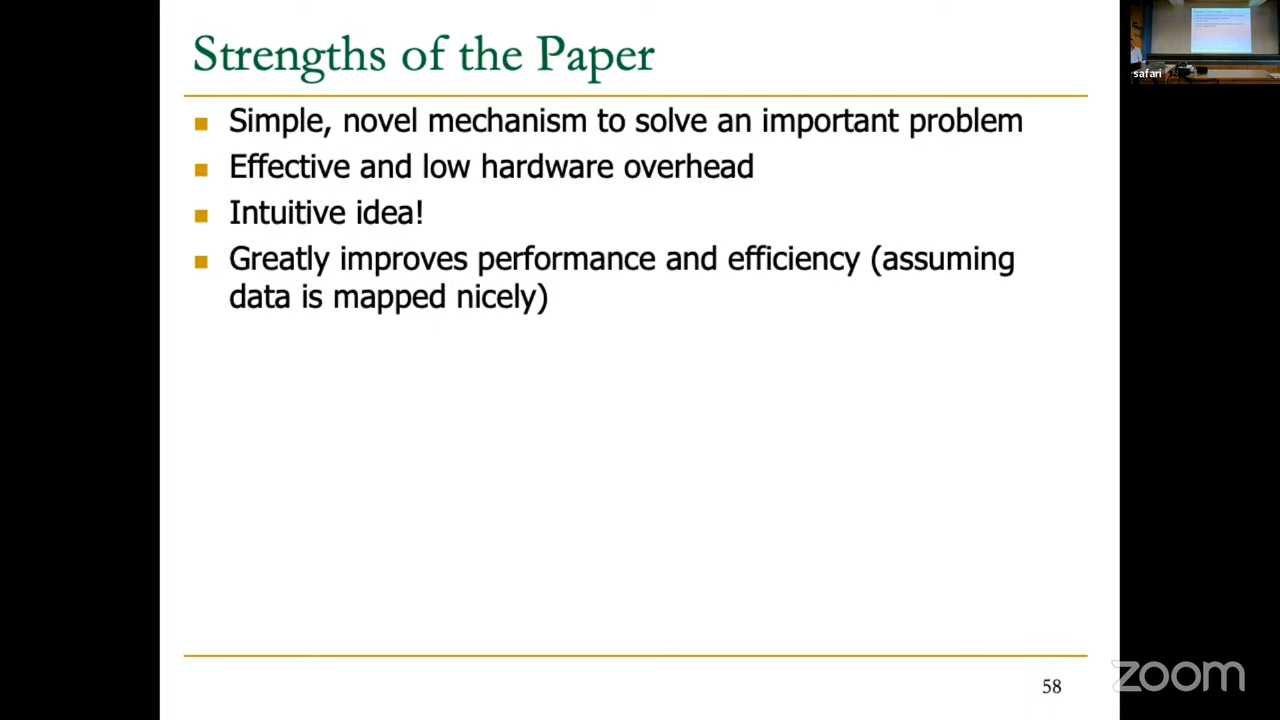 Strengths of the Paper
Simple, novel mechanism to solve an important problem
Effective and low hardware overhead
Intuitive idea!
Greatly improves performance and efficiency (assuming
data is mapped nicely)
58
safari
zoom